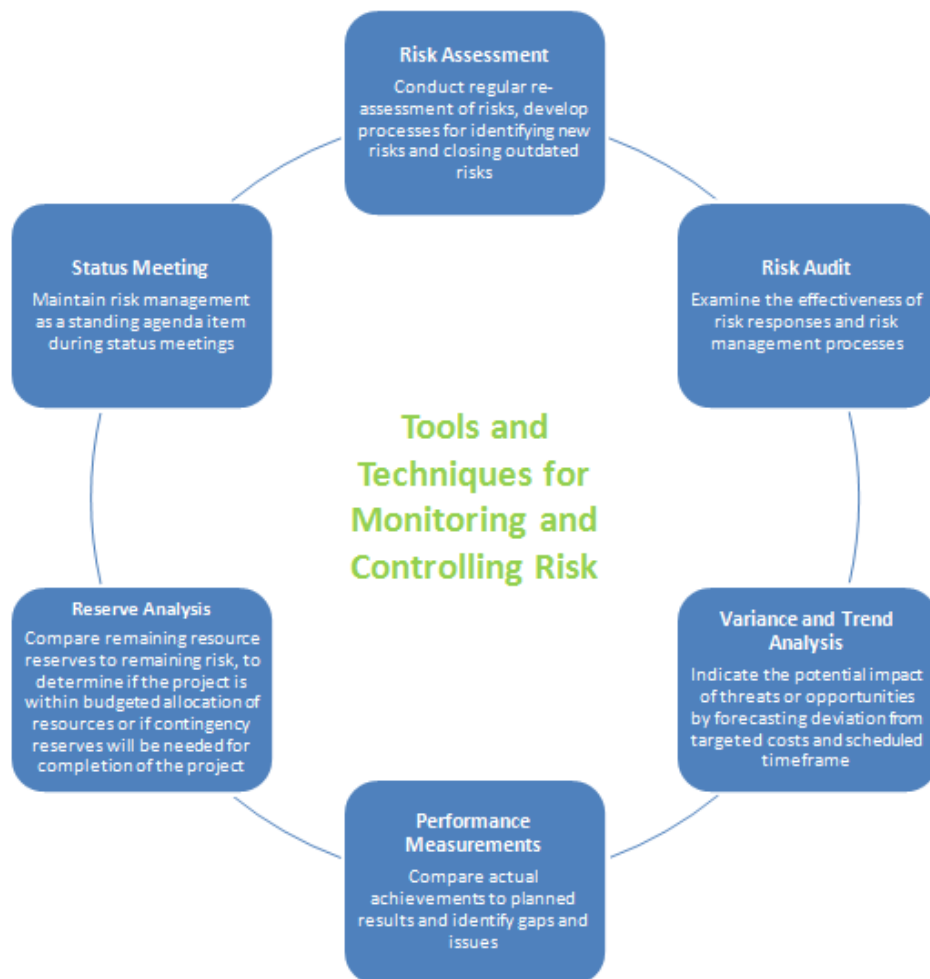 Risk Assessment
Conduct regular re-
assessment of risks, develop
processes for identifying new
risks and closing outdated
risks
Status Meeting
Maintain risk management
as a standing agenda item
during status meetings
Risk Audit
Examine the effectiveness of
risk responses and risk
management processes
Tools and
Techniques for
Monitoring and
Controlling Risk
Reserve Analysis
Compare remaining resource
reserves to remaining risk, to
determine if the project is
within budgeted allocation of
resources or if contingency
reserves will be needed for
completion of the project
Variance and Trend
Analysis
Indicate the potential impact
of threats or opportunities
by forecasting deviation from
targeted costs and scheduled
timeframe
Performance
Measurements
Compare actual
achievements to planned
results and identify gaps and
issues